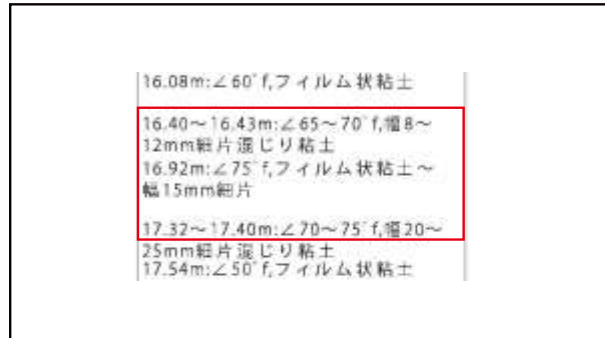 16.08m:∠60°f,フィルム状粘土
16.40～16.43m:∠65～70°f,幅8～
12mm細片混じり粘土
16.92m:∠75°f,フィルム状粘土～
幅15mm細片
17.32～17.40m:∠70～75°f,幅20～
25mm細片混じり粘土
17.54m:∠50°f,フィルム状粘土